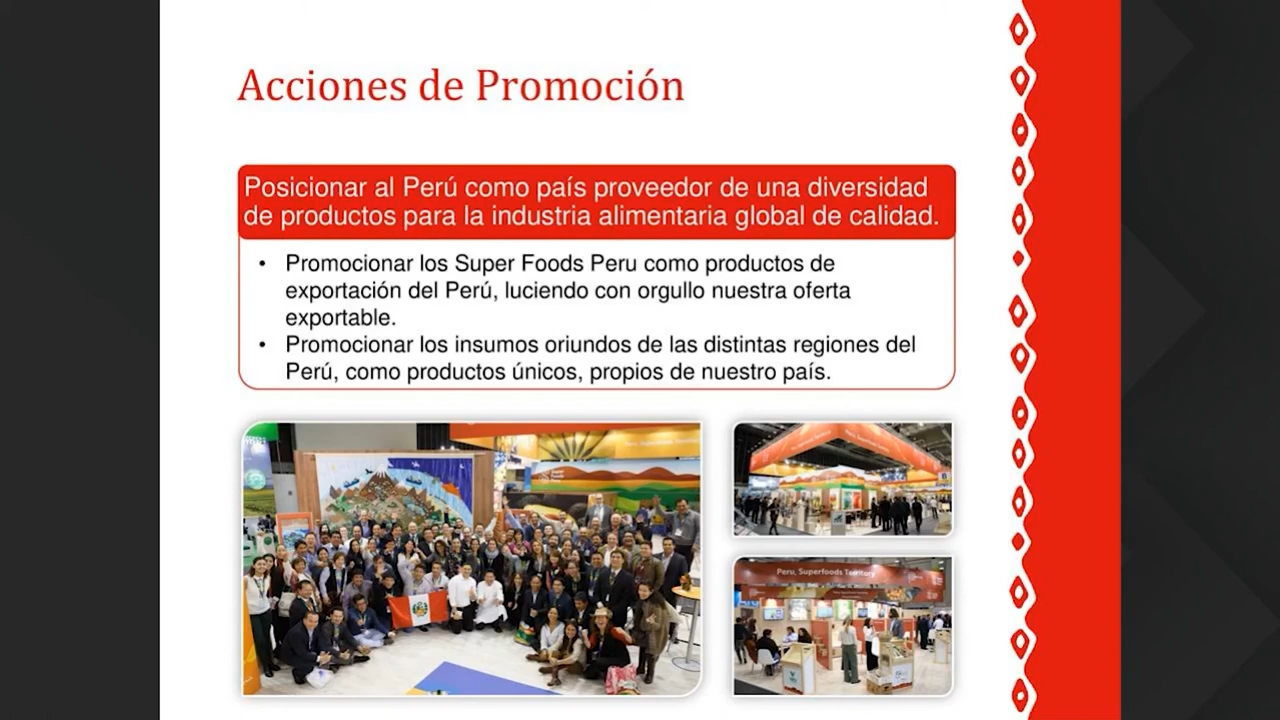 Acciones de Promoción
Posicionar al Perú como país proveedor de una diversidad
de productos para la industria alimentaria global de calidad.
• Promocionar los Super Foods Peru como productos de
exportación del Perú, luciendo con orgullo nuestra oferta
exportable.
• Promocionar los insumos oriundos de las distintas regiones del
Perú, como productos únicos, propios de nuestro país.
Peru, Superfoods Territory
Peru, Superfoods Territory